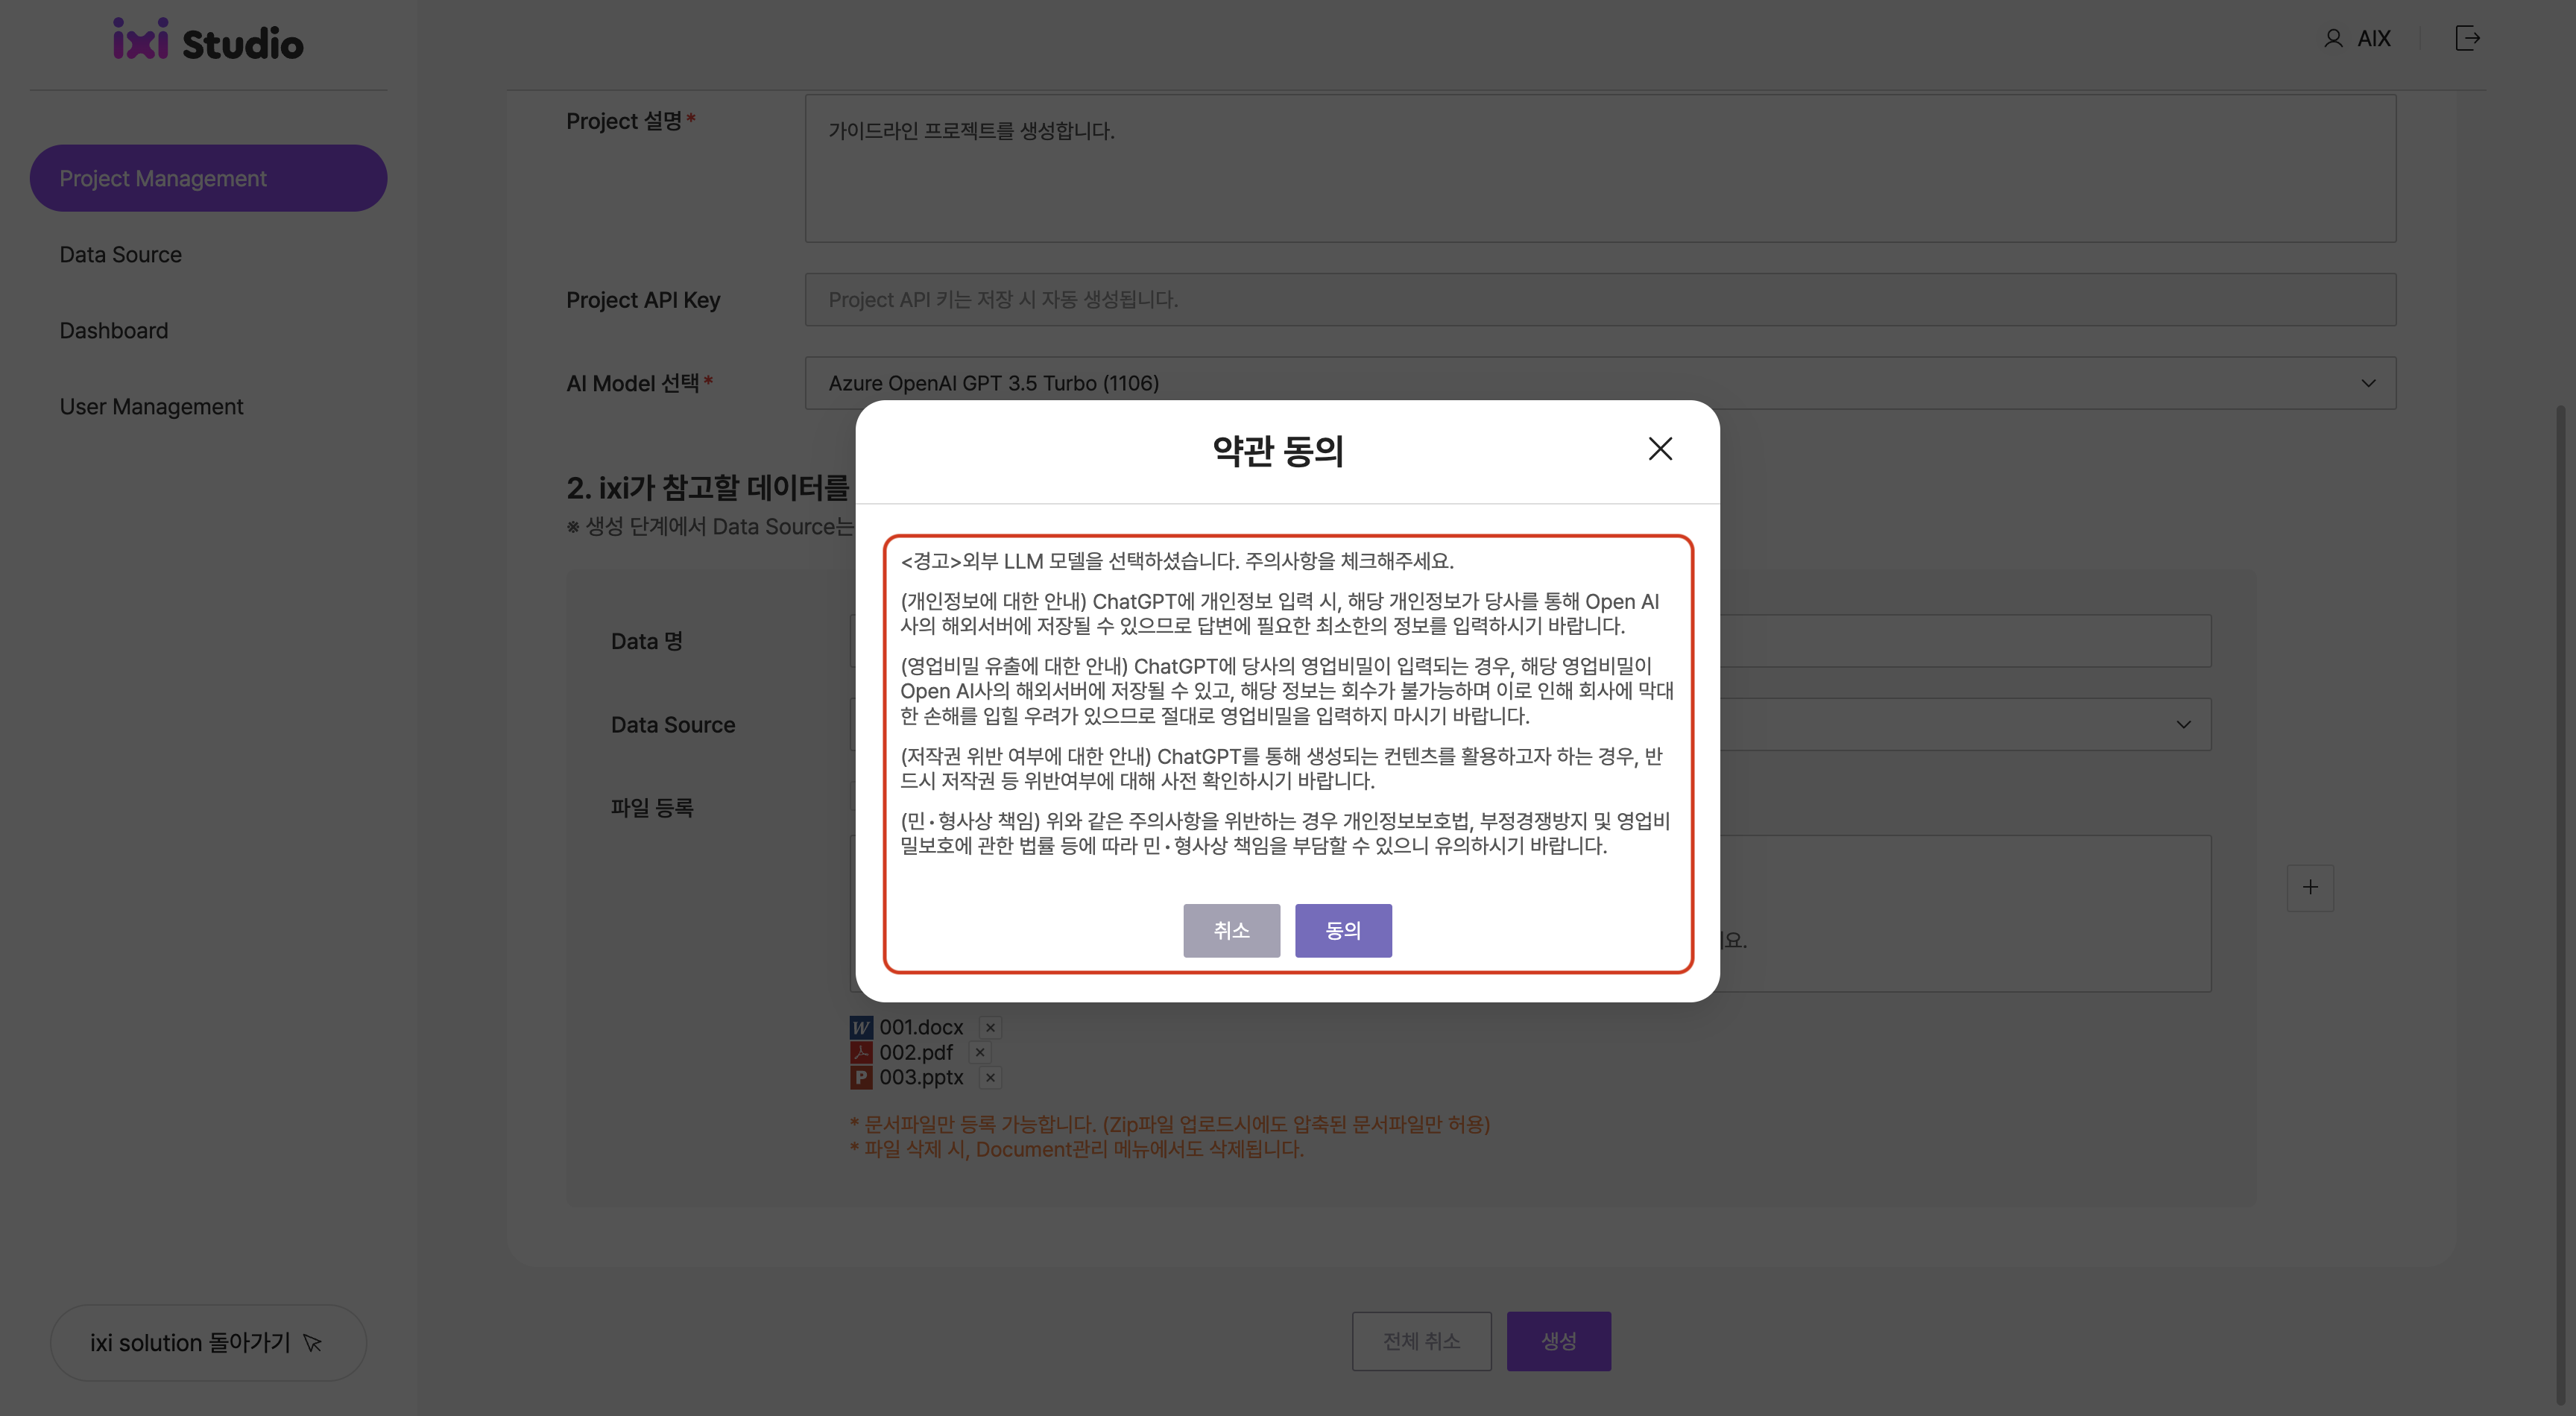 ixi Studio
AIX
Project Management
Data Source
Dashboard
User Management
ixi solution 돌아가기
Project 설명*
가이드라인 프로젝트를 생성합니다.
Project API Key
Project API 키는 저장 시 자동 생성됩니다.
AI Model 선택*
Azure OpenAI GPT 3.5 Turbo (1106)
2. ixi가 참고할 데이터를
※ 생성 단계에서 Data Source는
Data 명
Data Source
파일 등록
요.
001.docx
002.pdf
003.pptx
* 문서파일만 등록 가능합니다. (Zip파일 업로드시에도 압축된 문서파일만 허용)
* 파일 삭제 시, Document관리 메뉴에서도 삭제됩니다.
전체 취소
생성
약관 동의
<경고>외부 LLM 모델을 선택하셨습니다. 주의사항을 체크해주세요.
(개인정보에 대한 안내) ChatGPT에 개인정보 입력 시, 해당 개인정보가 당사를 통해 Open AI
사의 해외서버에 저장될 수 있으므로 답변에 필요한 최소한의 정보를 입력하시기 바랍니다.
(영업비밀 유출에 대한 안내) ChatGPT에 당사의 영업비밀이 입력되는 경우, 해당 영업비밀이
Open AI사의 해외서버에 저장될 수 있고, 해당 정보는 회수가 불가능하며 이로 인해 회사에 막대
한 손해를 입힐 우려가 있으므로 절대로 영업비밀을 입력하지 마시기 바랍니다.
(저작권 위반 여부에 대한 안내) ChatGPT를 통해 생성되는 컨텐츠를 활용하고자 하는 경우, 반
드시 저작권 등 위반여부에 대해 사전 확인하시기 바랍니다.
(민·형사상 책임) 위와 같은 주의사항을 위반하는 경우 개인정보보호법, 부정경쟁방지 및 영업비
밀보호에 관한 법률 등에 따라 민·형사상 책임을 부담할 수 있으니 유의하시기 바랍니다.
취소
동의